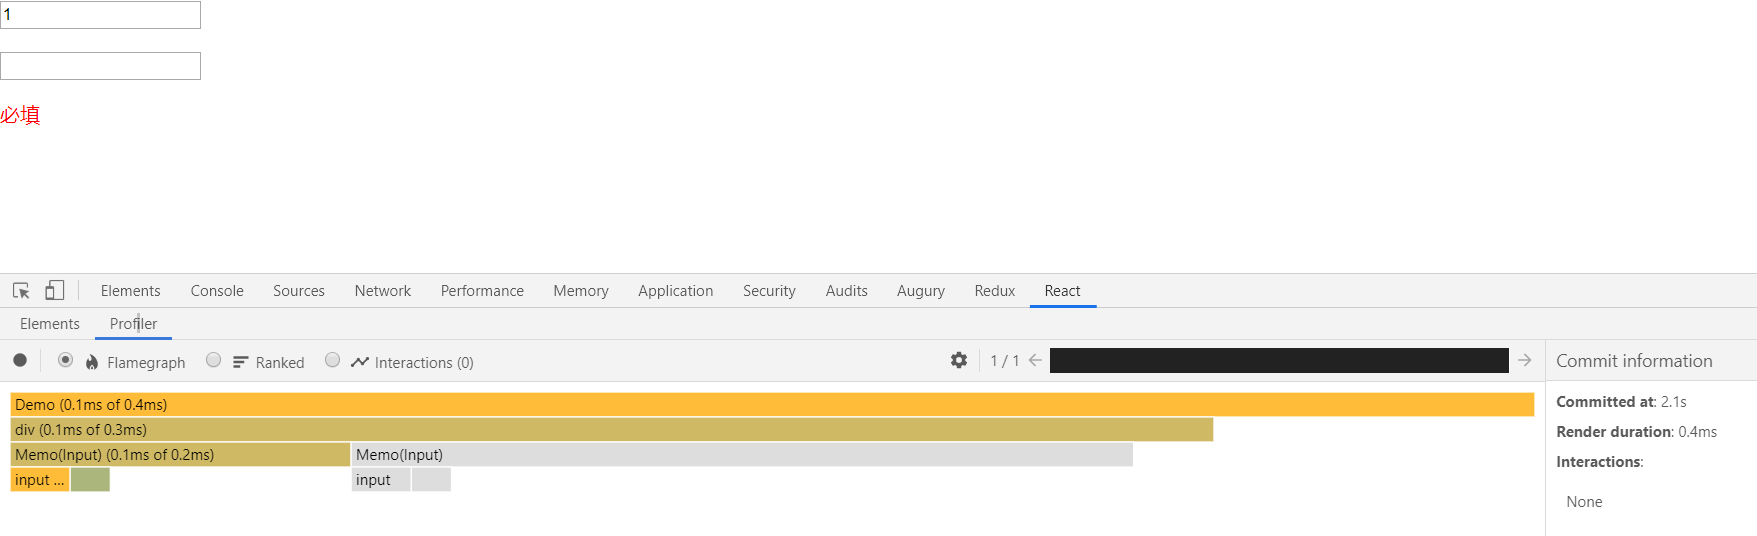 1
必填
Elements Console Sources Network Performance Memory Application Security Audits Augury Redux React
Elements Profiler
Flamegraph Ranked Interactions (0) 1 / 1 Commit information
Demo (0.1ms of 0.4ms) Committed at: 2.1s
div (0.1ms of 0.3ms) Render duration: 0.4ms
Memo(Input) (0.1ms of 0.2ms) Memo(Input) Interactions:
input ... input
None